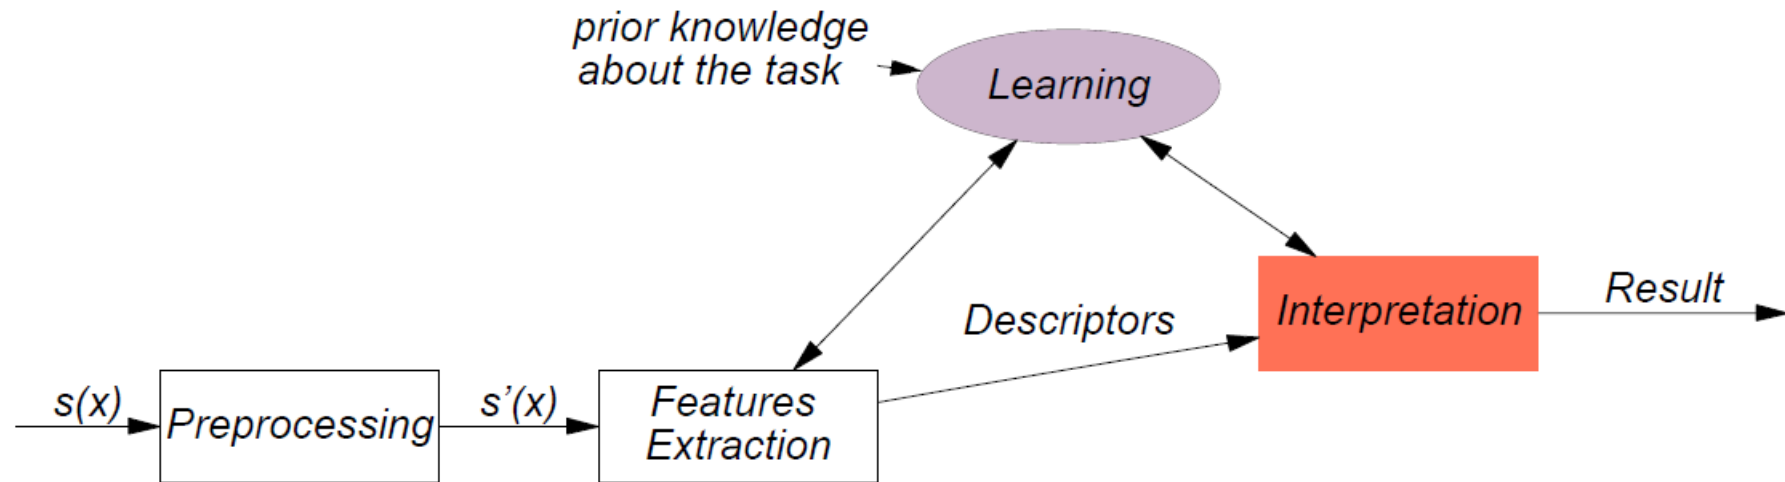 prior knowledge
about the task
Learning
Descriptors
Interpretation
Result
s(x)
Preprocessing
s’(x)
Features
Extraction